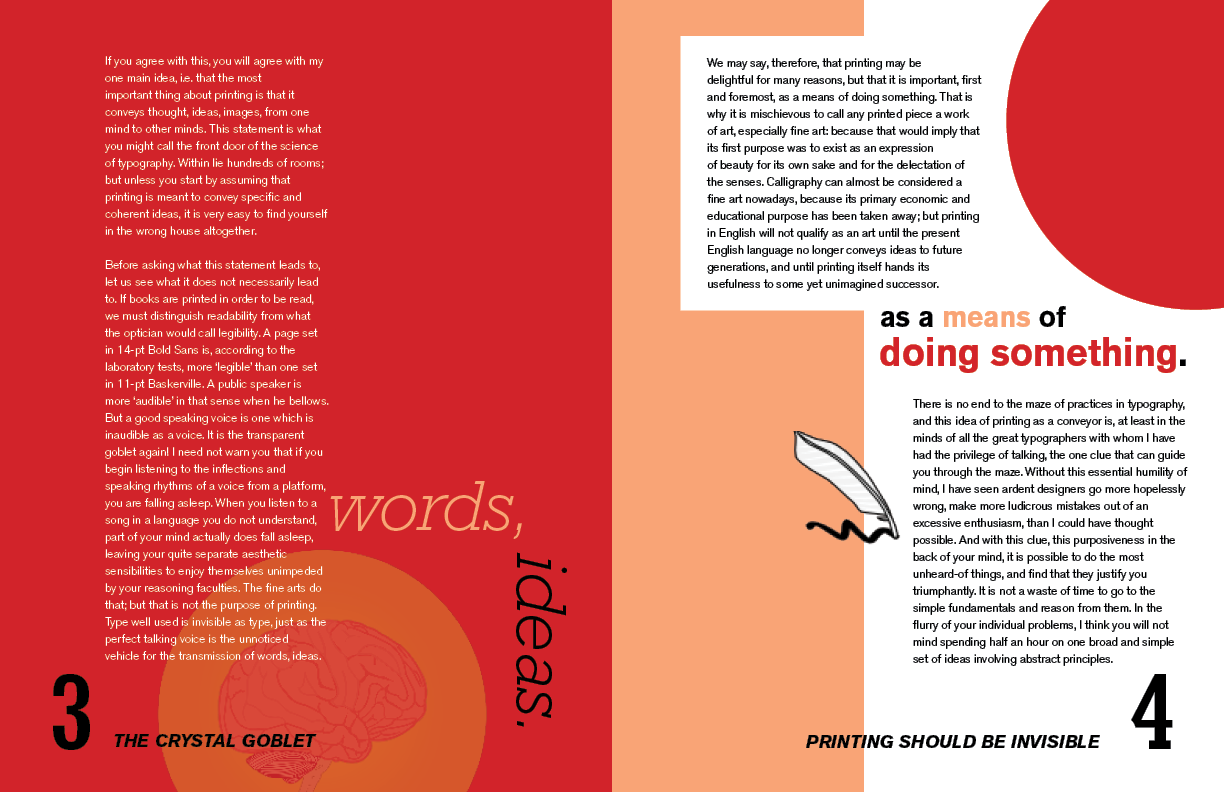 If you agree with this, you will agree with my
one main idea, i.e. that the most
important thing about printing is that it
conveys thought, ideas, images, from one
mind to other minds. This statement is what
you might call the front door of the science
of typography. Within lie hundreds of rooms;
but unless you start by assuming that
printing is meant to convey specific and
coherent ideas, it is very easy to find yourself
in the wrong house altogether.
Before asking what this statement leads to,
let us see what it does not necessarily lead
to. If books are printed in order to be read,
we must distinguish readability from what
the optician would call legibility. A page set
in 14-pt Bold Sans is, according to the
laboratory tests, more ‘legible’ than one set
in 11-pt Baskerville. A public speaker is
more ‘audible’ in that sense when he bellows.
But a good speaking voice is one which is
inaudible as a voice. It is the transparent
goblet again! I need not warn you that if you
begin listening to the inflections and
speaking rhythms of a voice from a platform,
you are falling asleep. When you listen to a
song in a language you do not understand,
part of your mind actually does fall asleep,
leaving your quite separate aesthetic
sensibilities to enjoy themselves unimpeded
by your reasoning faculties. The fine arts do
that; but that is not the purpose of printing.
Type well used is invisible as type, just as the
perfect talking voice is the unnoticed
vehicle for the transmission of words, ideas.
words,
ideas.
3
THE CRYSTAL GOBLET
We may say, therefore, that printing may be
delightful for many reasons, but that it is important, first
and foremost, as a means of doing something. That is
why it is mischievous to call any printed piece a work
of art, especially fine art: because that would imply that
its first purpose was to exist as an expression
of beauty for its own sake and for the delectation of
the senses. Calligraphy can almost be considered a
fine art nowadays, because its primary economic and
educational purpose has been taken away; but printing
in English will not qualify as an art until the present
English language no longer conveys ideas to future
generations, and until printing itself hands its
usefulness to some yet unimagined successor.
as a means of
doing something.
There is no end to the maze of practices in typography,
and this idea of printing as a conveyor is, at least in the
minds of all the great typographers with whom I have
had the privilege of talking, the one clue that can guide
you through the maze. Without this essential humility of
mind, I have seen ardent designers go more hopelessly
wrong, make more ludicrous mistakes out of an
excessive enthusiasm, than I could have thought
possible. And with this clue, this purposiveness in the
back of your mind, it is possible to do the most
unheard-of things, and find that they justify you
triumphantly. It is not a waste of time to go to the
simple fundamentals and reason from them. In the
flurry of your individual problems, I think you will not
mind spending half an hour on one broad and simple
set of ideas involving abstract principles.
PRINTING SHOULD BE INVISIBLE
4